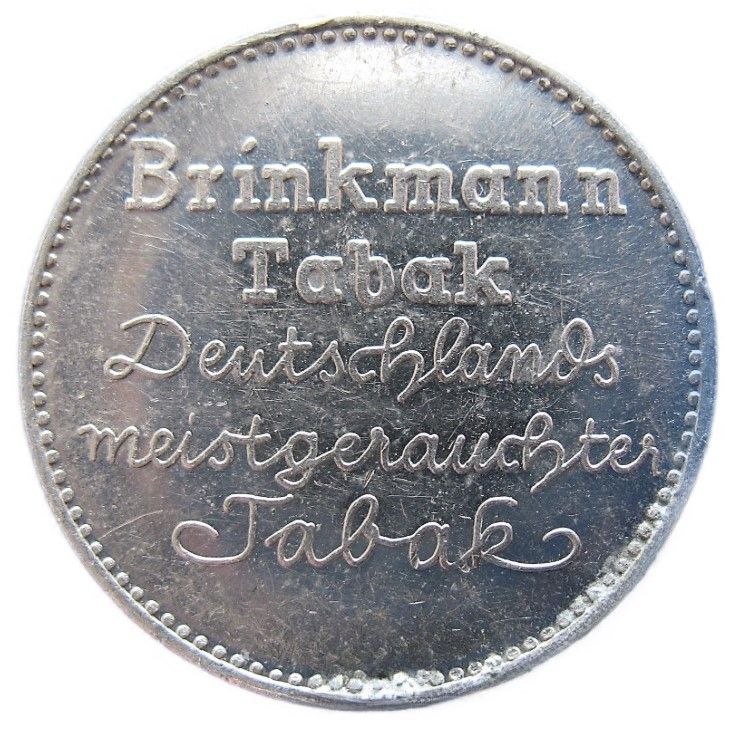 Brinkmann
Tabak
Deutschlands
meistgerauchter
Tabak